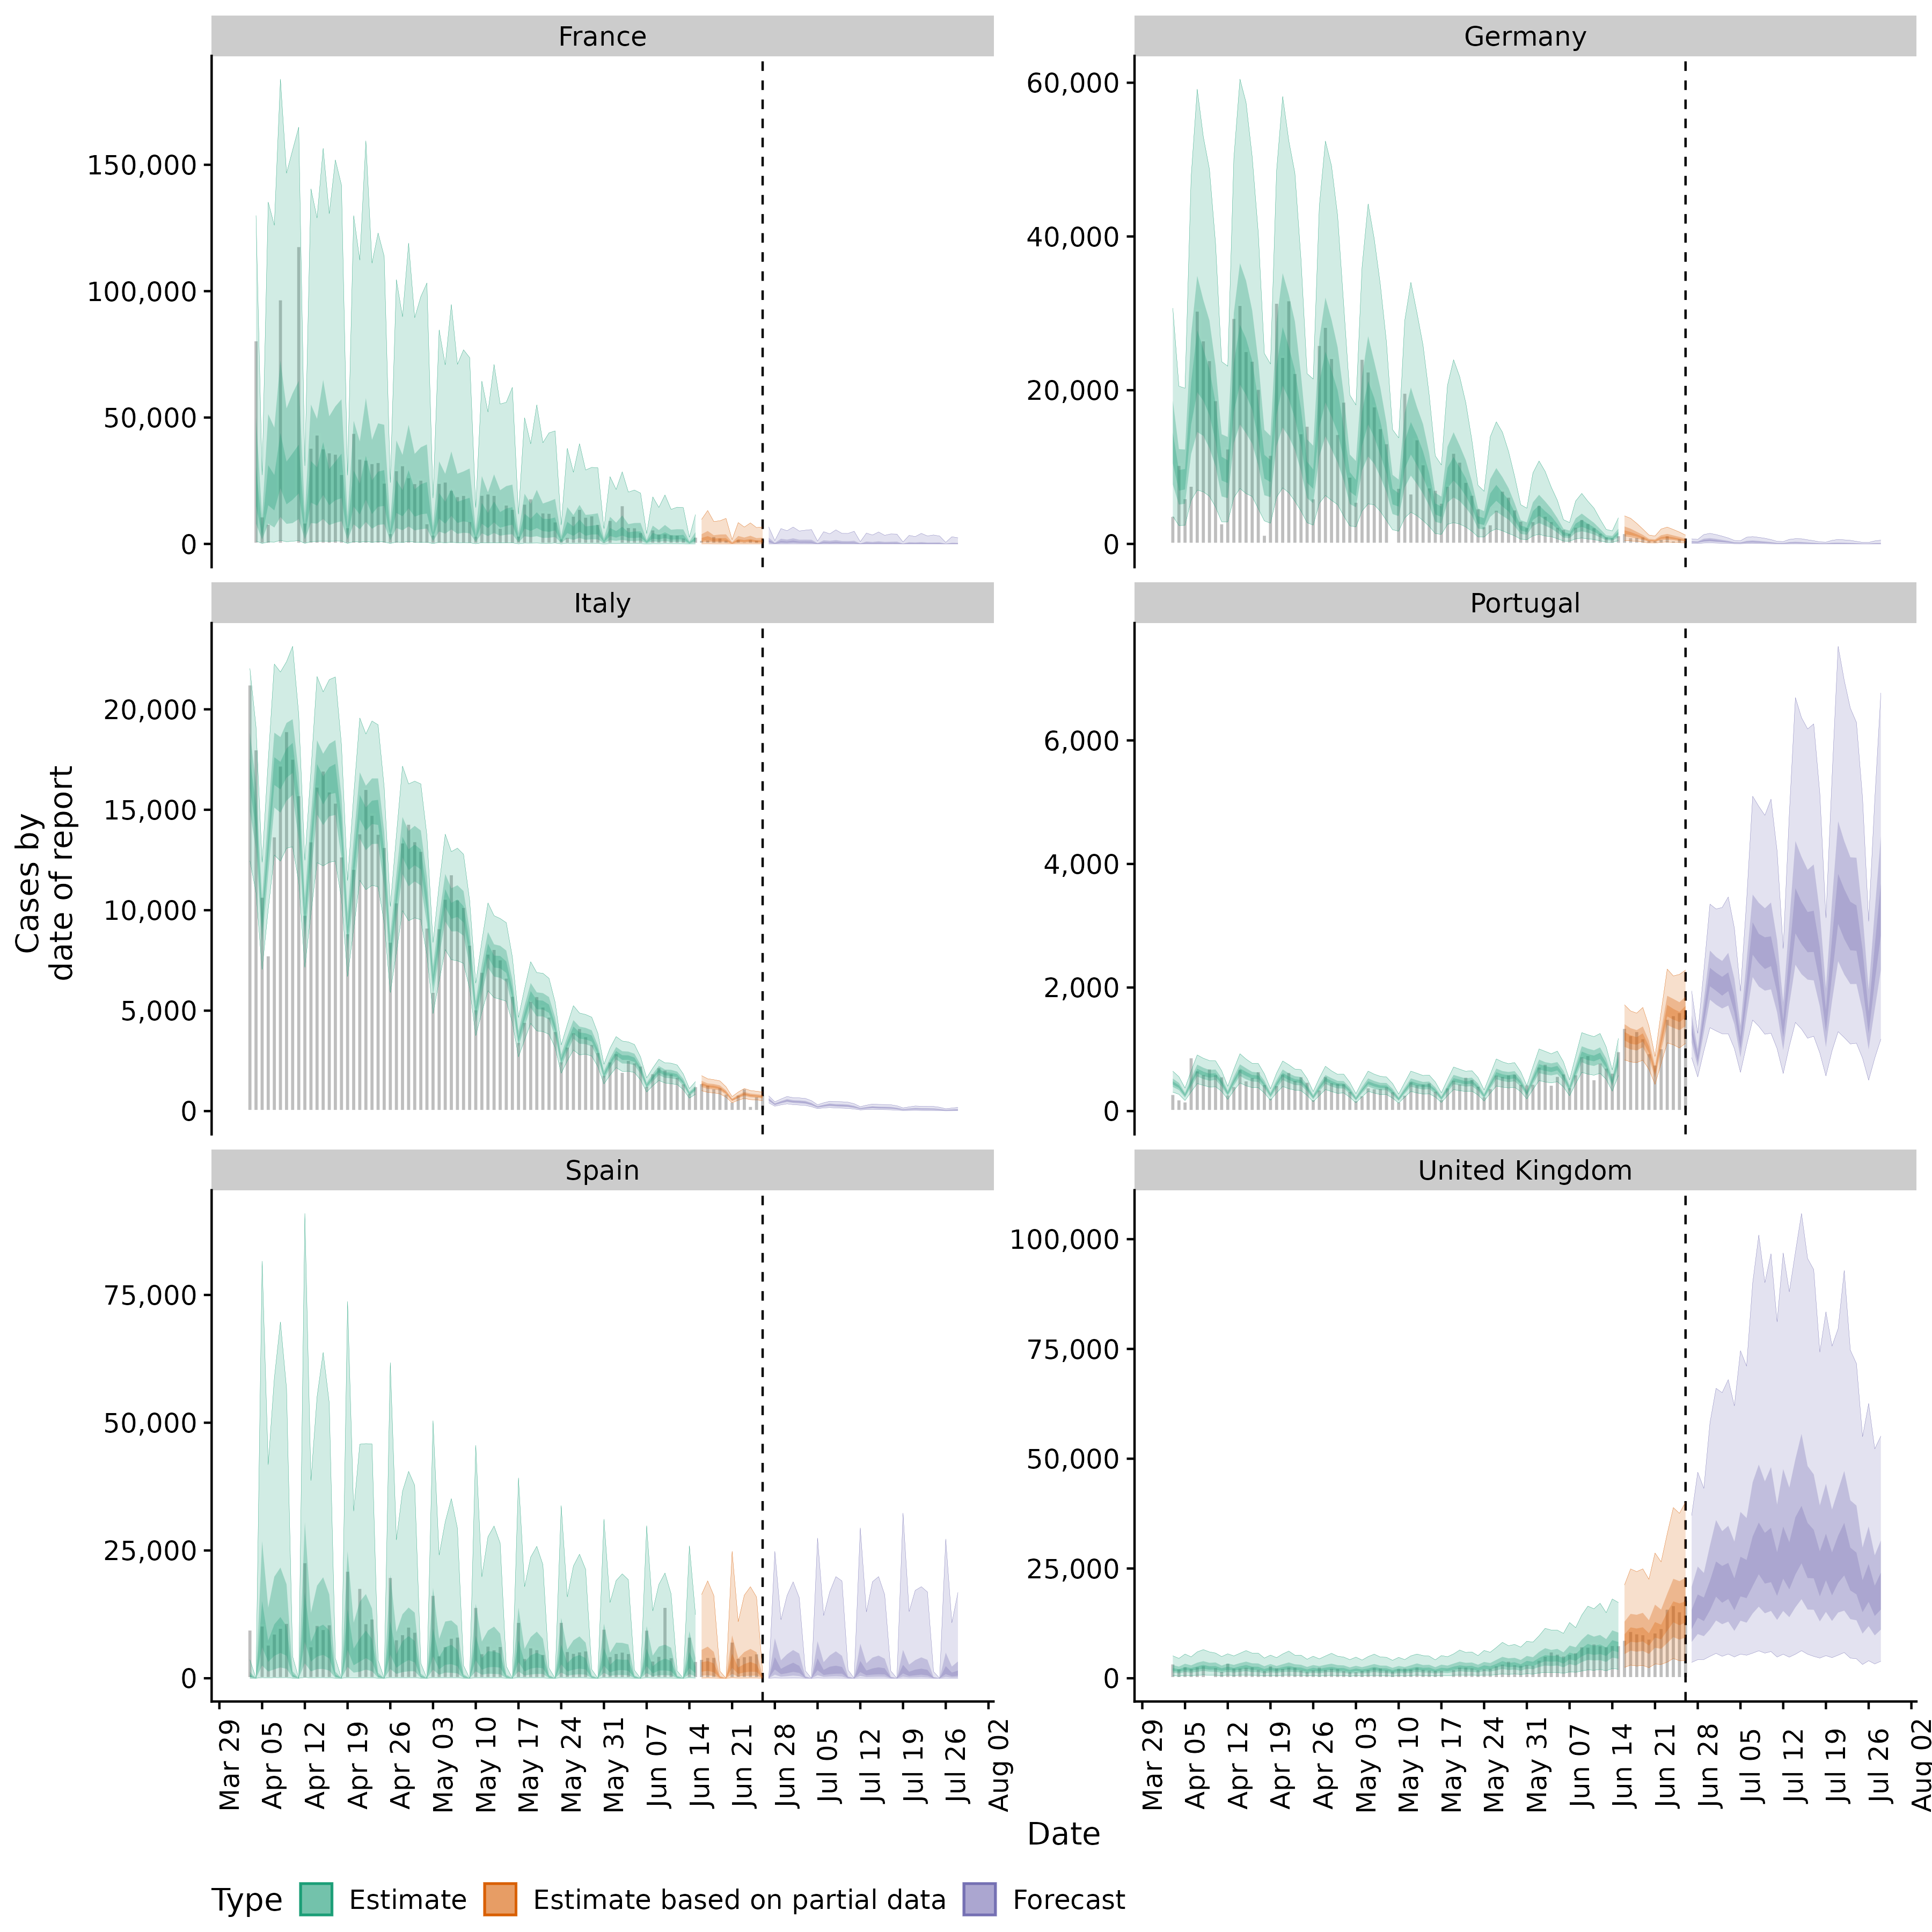 France
Germany
150,000
100,000
50,000
0
60,000
40,000
20,000
0
Italy
Portugal
20,000
15,000
10,000
5,000
0
6,000
4,000
2,000
0
Cases by
date of report
Spain
United Kingdom
75,000
50,000
25,000
0
100,000
75,000
50,000
25,000
0
Mar 29
Apr 05
Apr 12
Apr 19
Apr 26
May 03
May 10
May 17
May 24
May 31
Jun 07
Jun 14
Jun 21
Jun 28
Jul 05
Jul 12
Jul 19
Jul 26
Aug 02
Mar 29
Apr 05
Apr 12
Apr 19
Apr 26
May 03
May 10
May 17
May 24
May 31
Jun 07
Jun 14
Jun 21
Jun 28
Jul 05
Jul 12
Jul 19
Jul 26
Aug 02
Date
Type Estimate Estimate based on partial data Forecast